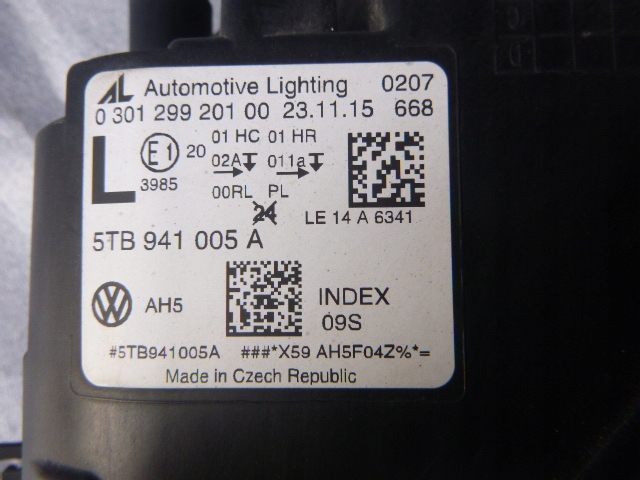 AL Automotive Lighting 0207
0 301 299 201 00 23.11.15 668
L E1 20 01 HC 01 HR
02A 011a
3985 00RL PL
24
LE 14 A 6341
5TB 941 005 A
VW AH5 INDEX
09S
#5TB941005A ###*X59 AH5F04Z%*=
Made in Czech Republic